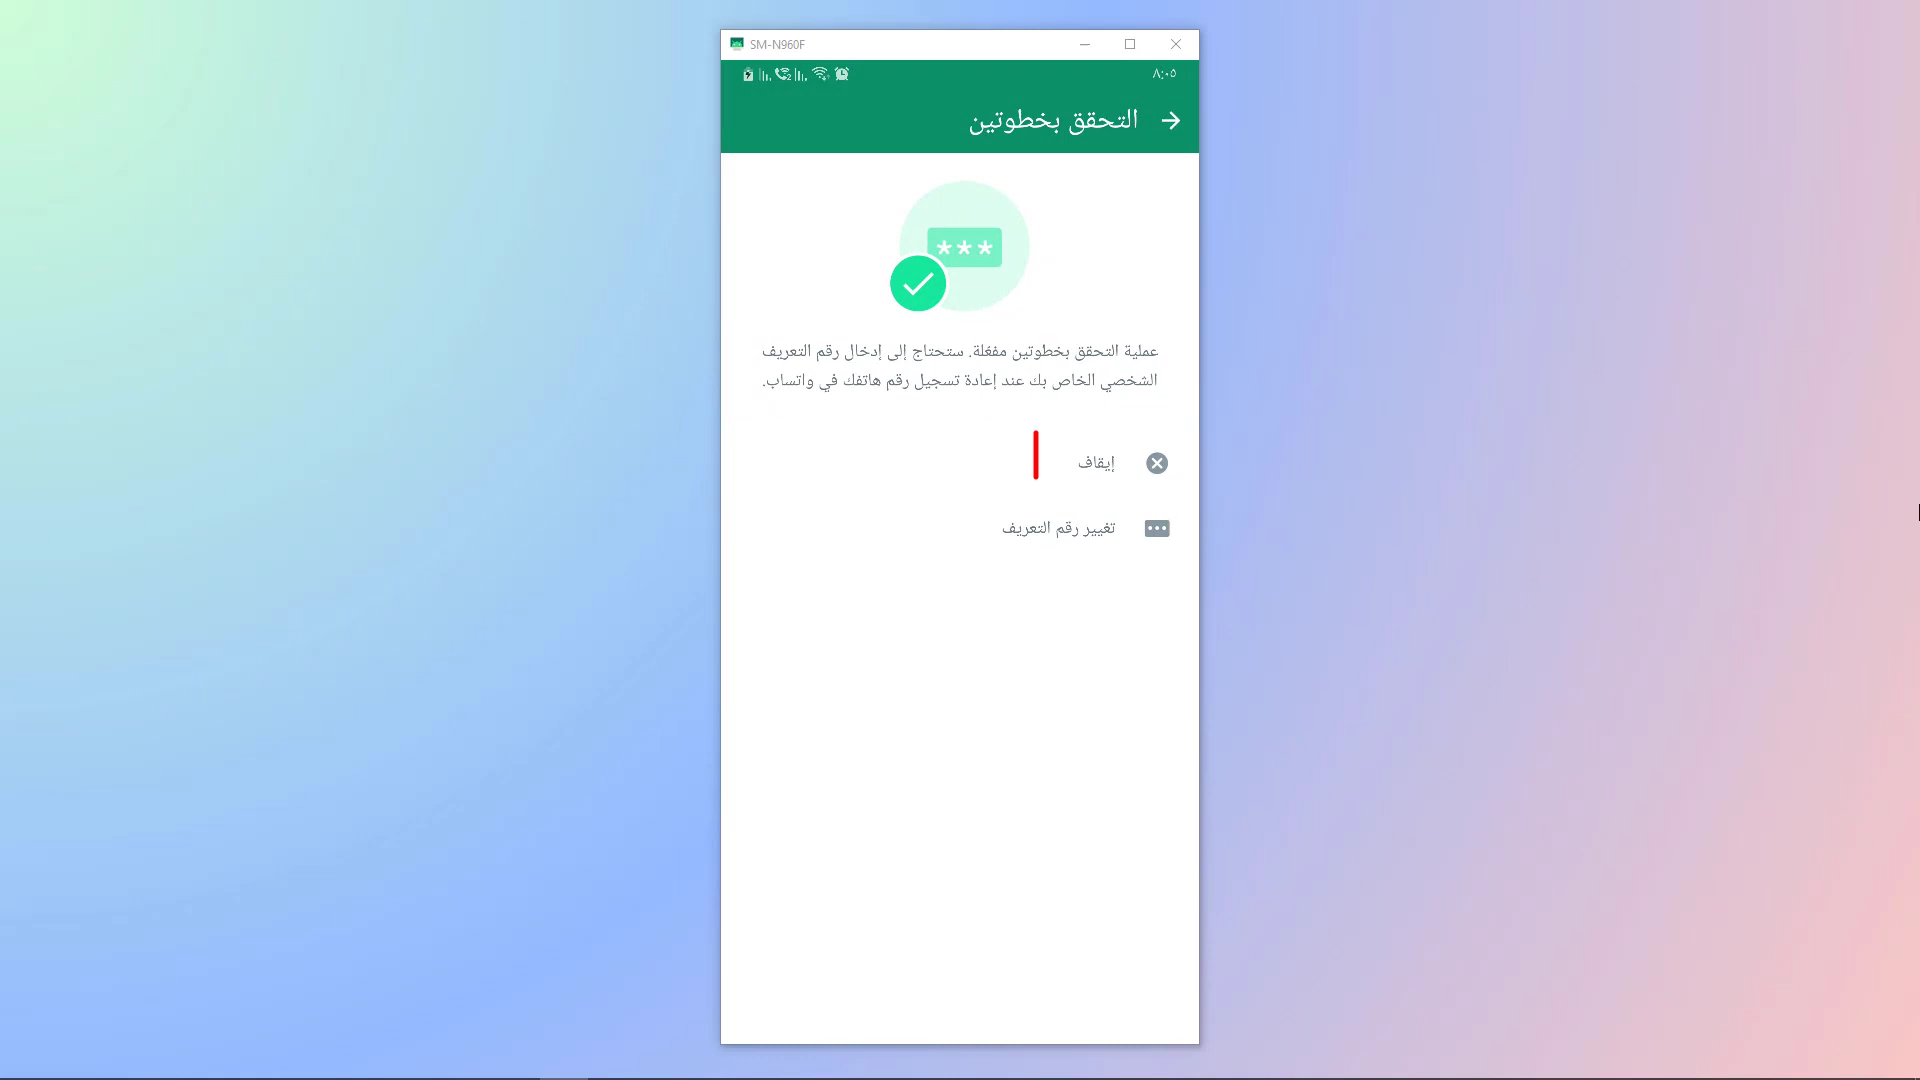 SM-N960F
٨:٠٥
التحقق بخطوتين
***
عملية التحقق بخطوتين مفعّلة. ستحتاج إلى إدخال رقم التعريف
الشخصي الخاص بك عند إعادة تسجيل رقم هاتفك في واتساب.
إيقاف
تغيير رقم التعريف